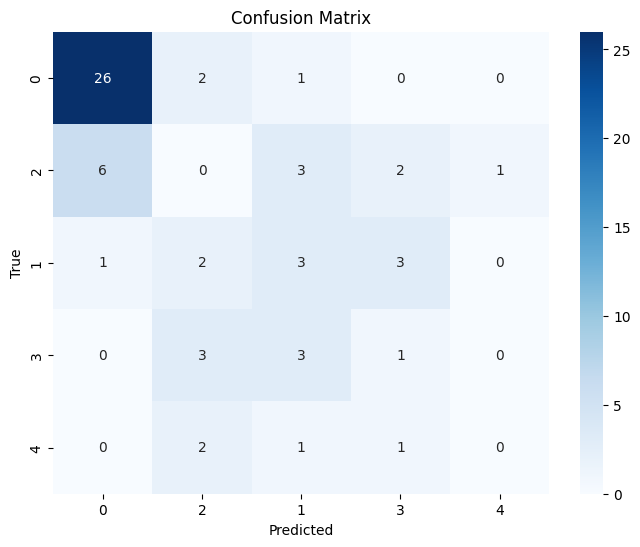 Confusion Matrix
True
0 26 2 1 0 0
2 6 0 3 2 1
1 1 2 3 3 0
3 0 3 3 1 0
4 0 2 1 1 0
0 2 1 3 4
Predicted
25
20
15
10
5
0